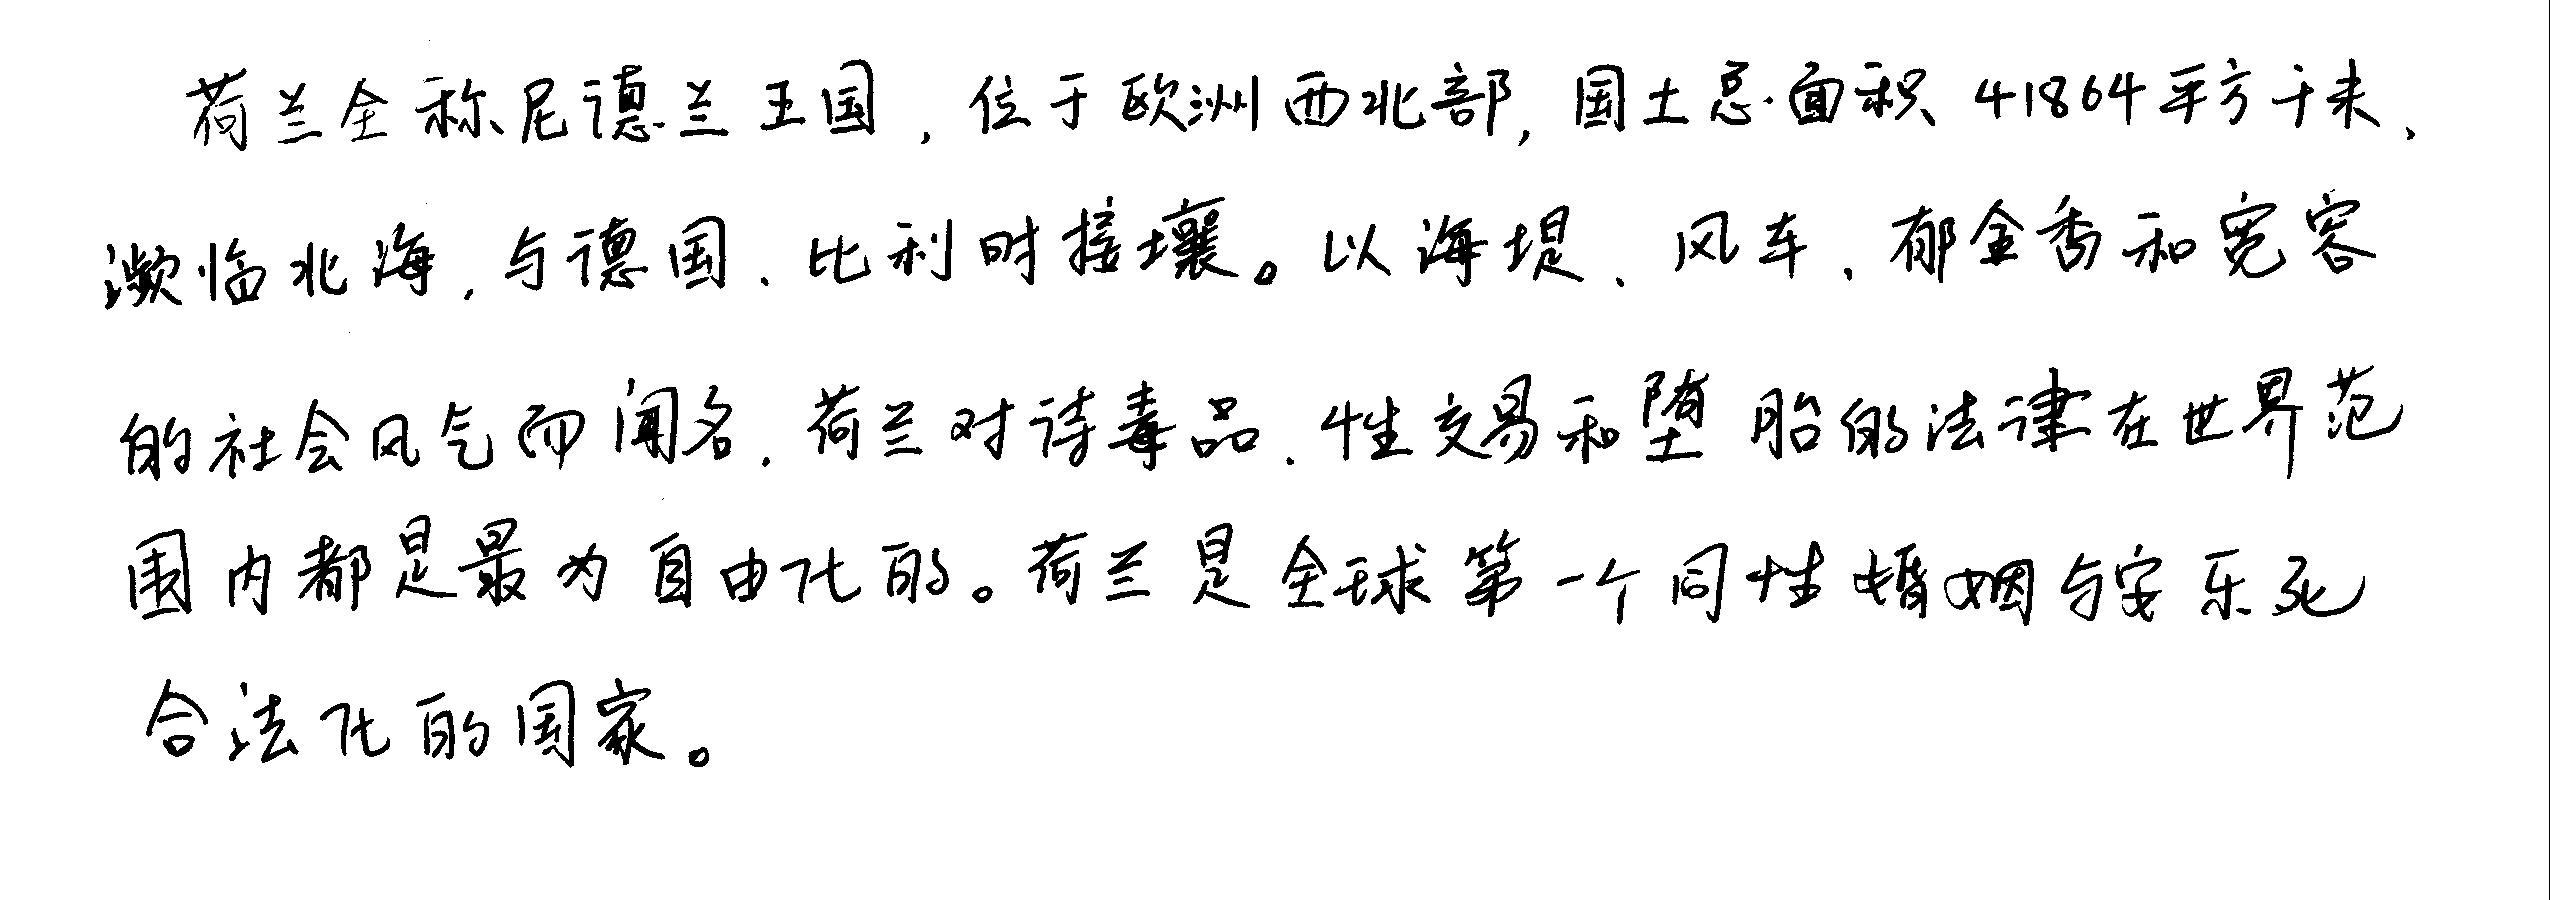 荷兰全称尼德兰王国，位于欧洲西北部，国土总面积41864平方千米，
濒临北海，与德国、比利时接壤。以海堤、风车、郁金香和宽容
的社会风气而闻名，荷兰对待毒品、性交易和堕胎的法律在世界范
围内都是最为自由化的。荷兰是全球第一个同性婚姻与安乐死
合法化的国家。